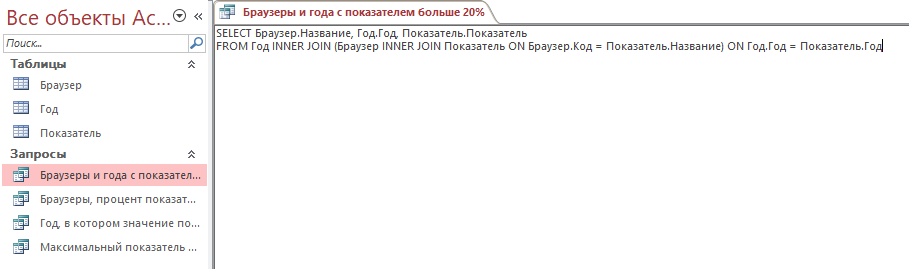 Все объекты Ac...
Поиск...
Таблицы
Браузер
Год
Показатель
Запросы
Браузеры и года с показател...
Браузеры, процент показат...
Год, в котором значение по...
Максимальный показатель ...
Браузеры и года с показателем больше 20%
SELECT Браузер.Название, Год.Год, Показатель.Показатель
FROM Год INNER JOIN (Браузер INNER JOIN Показатель ON Браузер.Код = Показатель.Название) ON Год.Год = Показатель.Год